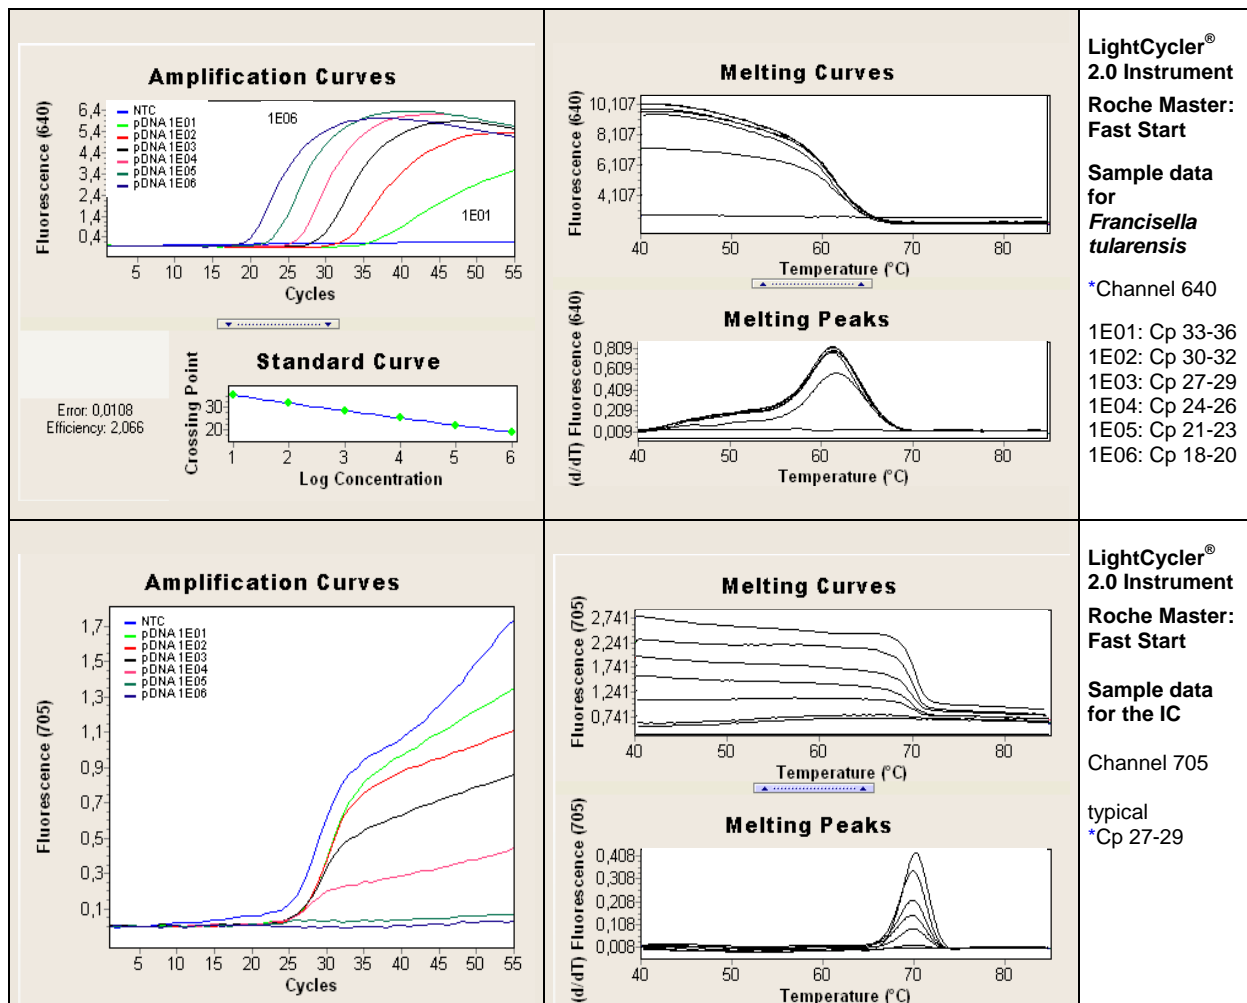 Amplification Curves
Fluorescence (640)
6,4
5,4
4,4
3,4
2,4
1,4
0,4
NTC
pDNA 1E01
pDNA 1E02
pDNA 1E03
pDNA 1E04
pDNA 1E05
pDNA 1E06
1E06
1E01
5 10 15 20 25 30 35 40 45 50 55
Cycles
Error: 0,0108
Efficiency: 2,066
Standard Curve
Crossing Point
30
20
1 2 3 4 5 6
Log Concentration
Melting Curves
Fluorescence (640)
10,107
8,107
6,107
4,107
40 50 60 70 80
Temperature (°C)
Melting Peaks
(d/dT) Fluorescence (640)
0,809
0,609
0,409
0,209
0,009
40 50 60 70 80
Temperature (°C)
LightCycler®
2.0 Instrument
Roche Master:
Fast Start
Sample data
for
Francisella
tularensis
*Channel 640
1E01: Cp 33-36
1E02: Cp 30-32
1E03: Cp 27-29
1E04: Cp 24-26
1E05: Cp 21-23
1E06: Cp 18-20
Amplification Curves
Fluorescence (705)
1,7
1,5
1,3
1,1
0,9
0,7
0,5
0,3
0,1
NTC
pDNA 1E01
pDNA 1E02
pDNA 1E03
pDNA 1E04
pDNA 1E05
pDNA 1E06
5 10 15 20 25 30 35 40 45 50 55
Cycles
Melting Curves
Fluorescence (705)
2,741
2,241
1,741
1,241
0,741
40 50 60 70 80
Temperature (°C)
Melting Peaks
(d/dT) Fluorescence (705)
0,408
0,308
0,208
0,108
0,008
40 50 60 70 80
Temperature (°C)
LightCycler®
2.0 Instrument
Roche Master:
Fast Start
Sample data
for the IC
Channel 705
typical
*Cp 27-29